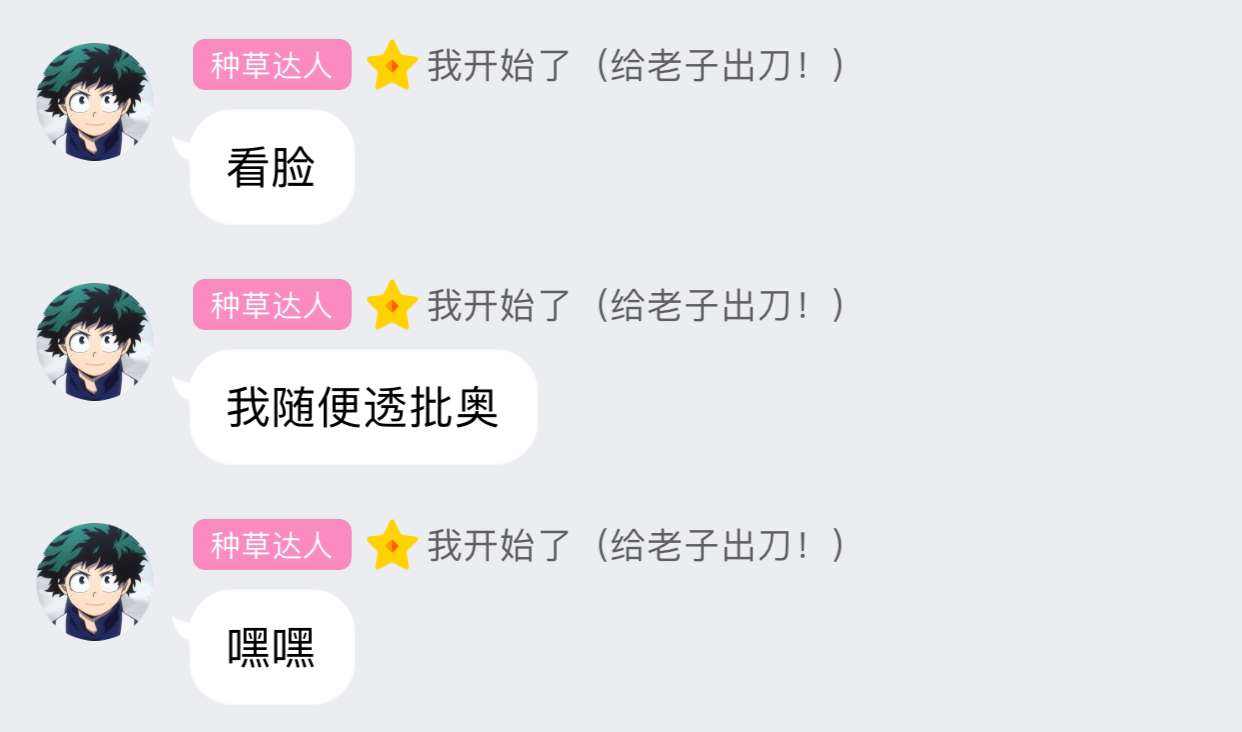 种草达人 我开始了（给老子出刀！）
看脸
种草达人 我开始了（给老子出刀！）
我随便透批奥
种草达人 我开始了（给老子出刀！）
嘿嘿